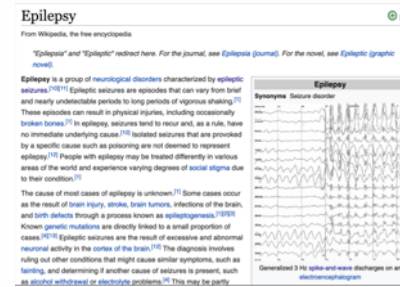 Epilepsy
From Wikipedia, the free encyclopedia
"Epilepsia" and "Epileptic" redirect here. For the journal, see Epilepsia (journal). For the novel, see Epileptic (graphic
novel).
Epilepsy is a group of neurological disorders characterized by epileptic
seizures.[10][11] Epileptic seizures are episodes that can vary from brief
and nearly undetectable periods to long periods of vigorous shaking.[1]
These episodes can result in physical injuries, including occasionally
broken bones.[1] In epilepsy, seizures tend to recur and, as a rule, have
no immediate underlying cause.[10] Isolated seizures that are provoked
by a specific cause such as poisoning are not deemed to represent
epilepsy.[12] People with epilepsy may be treated differently in various
areas of the world and experience varying degrees of social stigma due
to their condition.[1]
The cause of most cases of epilepsy is unknown.[1] Some cases occur
as the result of brain injury, stroke, brain tumors, infections of the brain,
and birth defects through a process known as epileptogenesis.[1][2][3]
Known genetic mutations are directly linked to a small proportion of
cases.[4][13] Epileptic seizures are the result of excessive and abnormal
neuronal activity in the cortex of the brain.[12] The diagnosis involves
ruling out other conditions that might cause similar symptoms, such as
fainting, and determining if another cause of seizures is present, such
as alcohol withdrawal or electrolyte problems.[4] This may be partly
Epilepsy
Synonyms Seizure disorder
Generalized 3 Hz spike-and-wave discharges on an
electroencephalogram